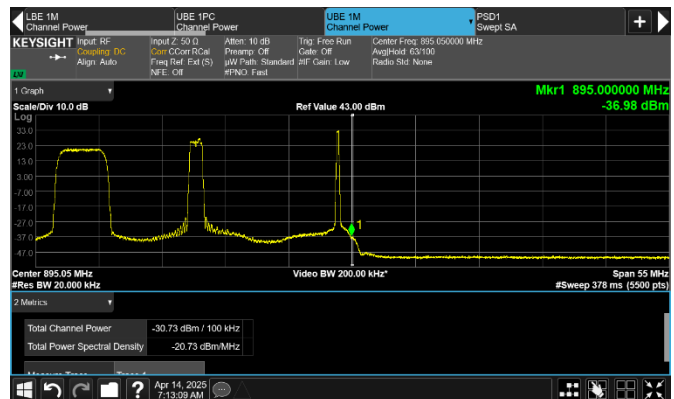 LBE 1M
Channel Power
UBE 1PC
Channel Power
UBE 1M
Channel Power
PSD1
Swept SA
+
KEYSIGHT
Input: RF
Coupling: DC
Align: Auto
Input Z: 50 Ω
Corr CCorr RCal
Freq Ref: Ext (S)
NFE: Off
Atten: 10 dB
Preamp: Off
µW Path: Standard
#PNO: Fast
Trig: Free Run
Gate: Off
#IF Gain: Low
Center Freq: 895.050000 MHz
Avg|Hold: 63/100
Radio Std: None
1 Graph
Mkr1 895.000000 MHz
-36.98 dBm
Scale/Div 10.0 dB
Ref Value 43.00 dBm
Log
33.0
23.0
13.0
3.00
-7.00
-17.0
-27.0
-37.0
-47.0
1
Center 895.05 MHz
Video BW 200.00 kHz*
Span 55 MHz
#Res BW 20.000 kHz
#Sweep 378 ms (5500 pts)
2 Metrics
Total Channel Power
-30.73 dBm / 100 kHz
Total Power Spectral Density
-20.73 dBm/MHz
?
Apr 14, 2025
7:13:09 AM